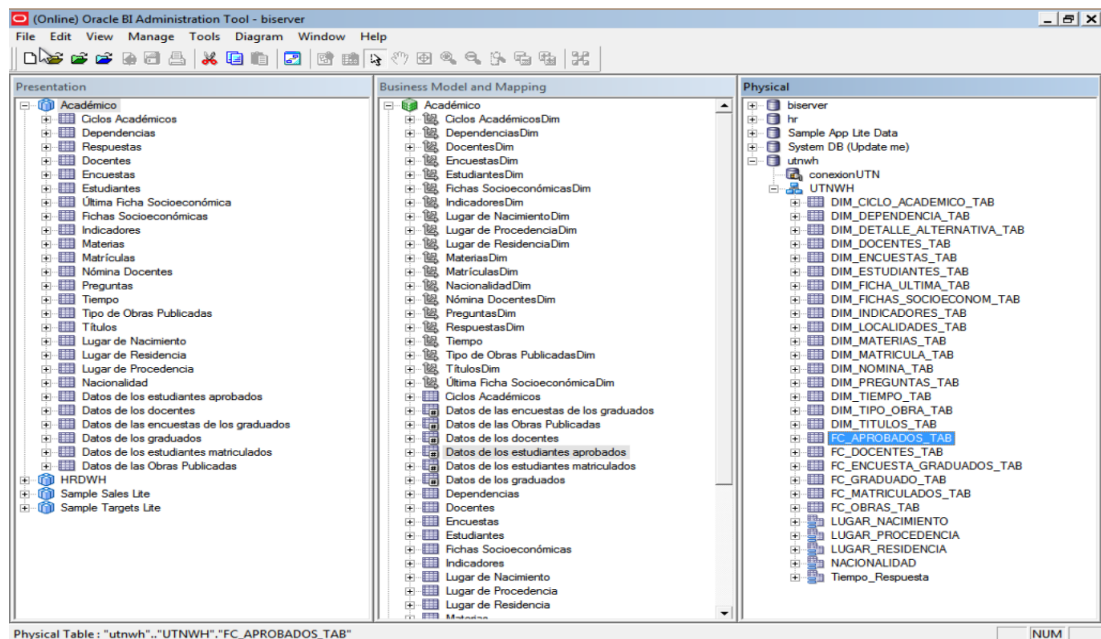 (Online) Oracle BI Administration Tool - biserver
File Edit View Manage Tools Diagram Window Help
Presentation
Académico
Ciclos Académicos
Dependencias
Respuestas
Docentes
Encuestas
Estudiantes
Última Ficha Socioeconómica
Fichas Socioeconómicas
Indicadores
Materias
Matrículas
Nómina Docentes
Preguntas
Tiempo
Tipo de Obras Publicadas
Títulos
Lugar de Nacimiento
Lugar de Residencia
Lugar de Procedencia
Nacionalidad
Datos de los estudiantes aprobados
Datos de los docentes
Datos de las encuestas de los graduados
Datos de los graduados
Datos de los estudiantes matriculados
Datos de las Obras Publicadas
HRDWH
Sample Sales Lite
Sample Targets Lite
Business Model and Mapping
Académico
Ciclos AcadémicosDim
DependenciasDim
DocentesDim
EncuestasDim
EstudiantesDim
Fichas SocioeconómicasDim
IndicadoresDim
Lugar de NacimientoDim
Lugar de ProcedenciaDim
Lugar de ResidenciaDim
MateriasDim
MatrículasDim
NacionalidadDim
Nómina DocentesDim
PreguntasDim
RespuestasDim
Tiempo
Tipo de Obras PublicadasDim
TítulosDim
Última Ficha SocioeconómicaDim
Ciclos Académicos
Datos de las encuestas de los graduados
Datos de las Obras Publicadas
Datos de los docentes
Datos de los estudiantes aprobados
Datos de los estudiantes matriculados
Datos de los graduados
Dependencias
Docentes
Encuestas
Estudiantes
Fichas Socioeconómicas
Indicadores
Lugar de Nacimiento
Lugar de Procedencia
Lugar de Residencia
Materias
Physical
biserver
hr
Sample App Lite Data
System DB (Update me)
utnwh
conexionUTN
UTNWH
DIM_CICLO_ACADEMICO_TAB
DIM_DEPENDENCIA_TAB
DIM_DETALLE_ALTERNATIVA_TAB
DIM_DOCENTES_TAB
DIM_ENCUESTAS_TAB
DIM_ESTUDIANTES_TAB
DIM_FICHA_ULTIMA_TAB
DIM_FICHAS_SOCIOECONOM_TAB
DIM_INDICADORES_TAB
DIM_LOCALIDADES_TAB
DIM_MATERIAS_TAB
DIM_MATRICULA_TAB
DIM_NOMINA_TAB
DIM_PREGUNTAS_TAB
DIM_TIEMPO_TAB
DIM_TIPO_OBRA_TAB
DIM_TITULOS_TAB
FC_APROBADOS_TAB
FC_DOCENTES_TAB
FC_ENCUESTA_GRADUADOS_TAB
FC_GRADUADO_TAB
FC_MATRICULADOS_TAB
FC_OBRAS_TAB
LUGAR_NACIMIENTO
LUGAR_PROCEDENCIA
LUGAR_RESIDENCIA
NACIONALIDAD
Tiempo_Respuesta
Physical Table : "utnwh".."UTNWH"."FC_APROBADOS_TAB"
NUM